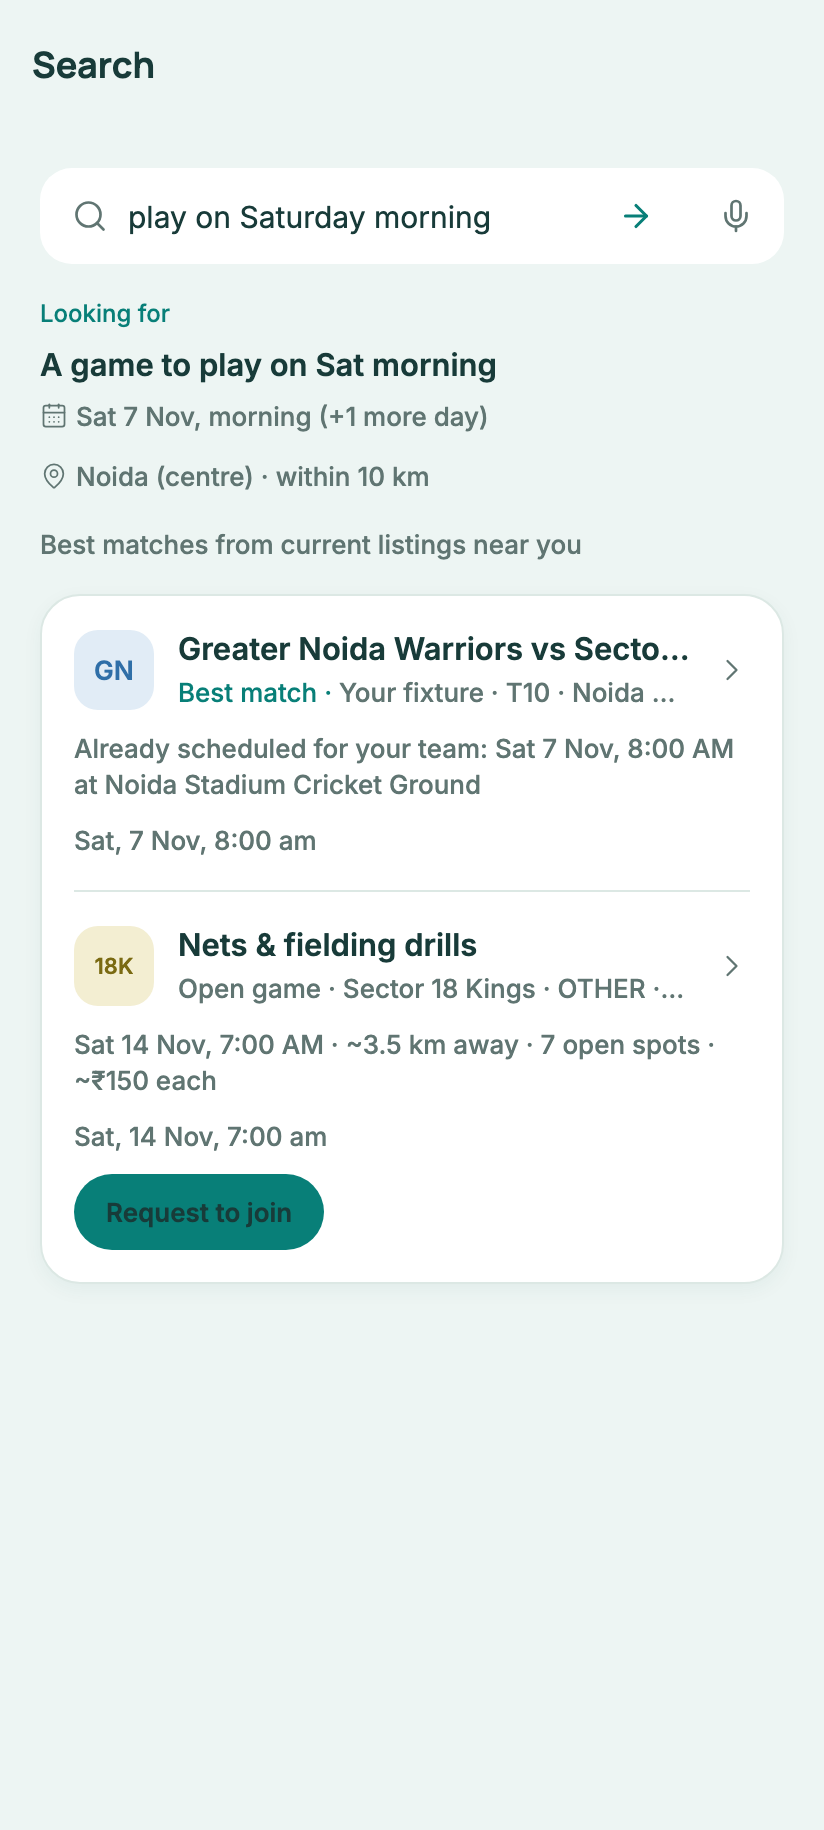 Search
play on Saturday morning
Looking for
A game to play on Sat morning
Sat 7 Nov, morning (+1 more day)
Noida (centre) · within 10 km
Best matches from current listings near you
GN
Greater Noida Warriors vs Secto...
Best match · Your fixture · T10 · Noida ...
Already scheduled for your team: Sat 7 Nov, 8:00 AM
at Noida Stadium Cricket Ground
Sat, 7 Nov, 8:00 am
18K
Nets & fielding drills
Open game · Sector 18 Kings · OTHER ·...
Sat 14 Nov, 7:00 AM · ~3.5 km away · 7 open spots ·
~₹150 each
Sat, 14 Nov, 7:00 am
Request to join